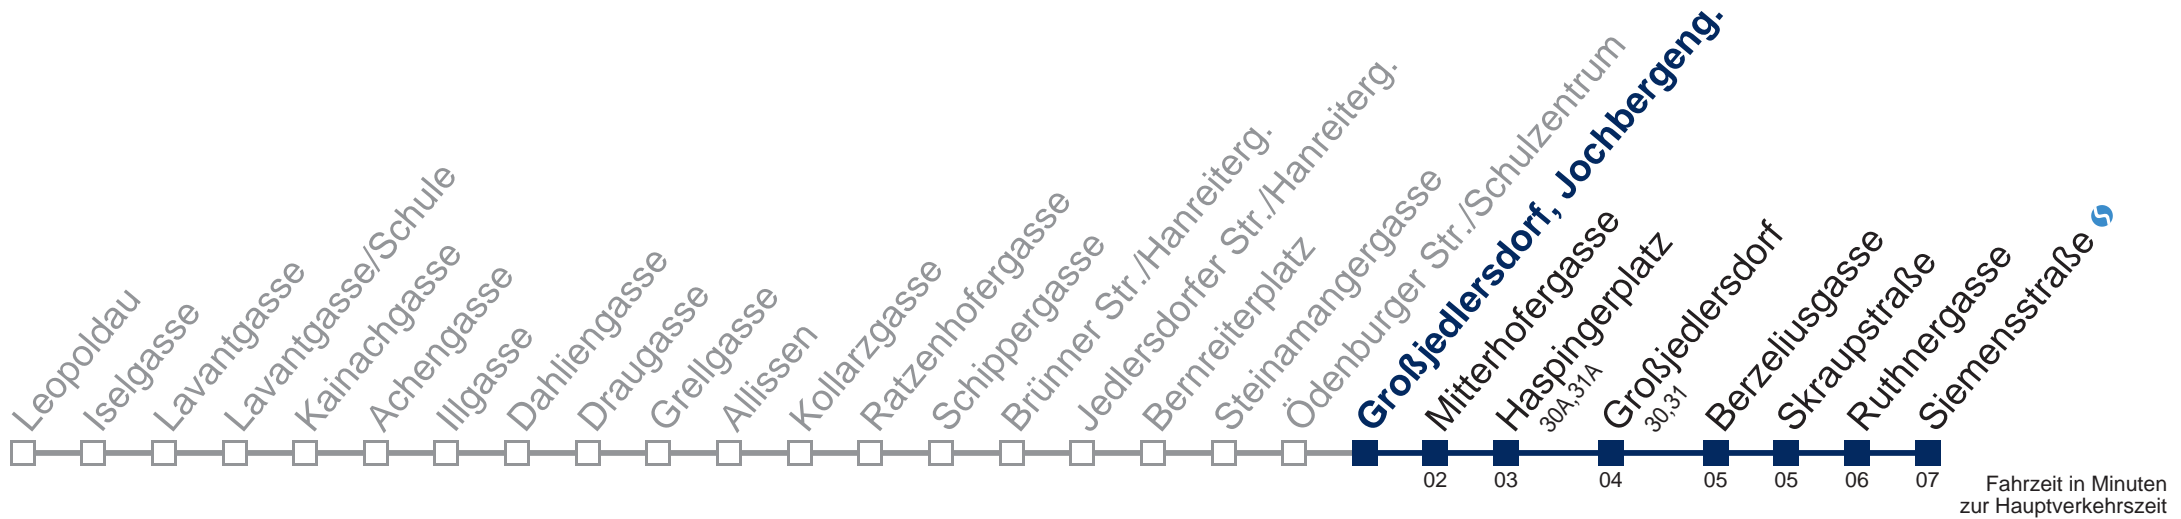 Leopoldau
Iselgasse
Lavantgasse
Lavantgasse/Schule
Kainachgasse
Achengasse
Illgasse
Dahliengasse
Draugasse
Grellgasse
Allissen
Kollarzgasse
Ratzenhofergasse
Schippergasse
Brünner Str./Hanreiterg.
Jedlersdorfer Str./Hanreiterg.
Bernreiterplatz
Steinamangergasse
Ödenburger Str./Schulzentrum
Großjedlersdorf, Jochbergeng.
Mitterhofergasse
Haspingerplatz
30A,31A
Großjedlersdorf
30,31
Berzeliusgasse
Skraupstraße
Ruthnergasse
Siemensstraße
02 03 04 05 05 06 07
Fahrzeit in Minuten
zur Hauptverkehrszeit